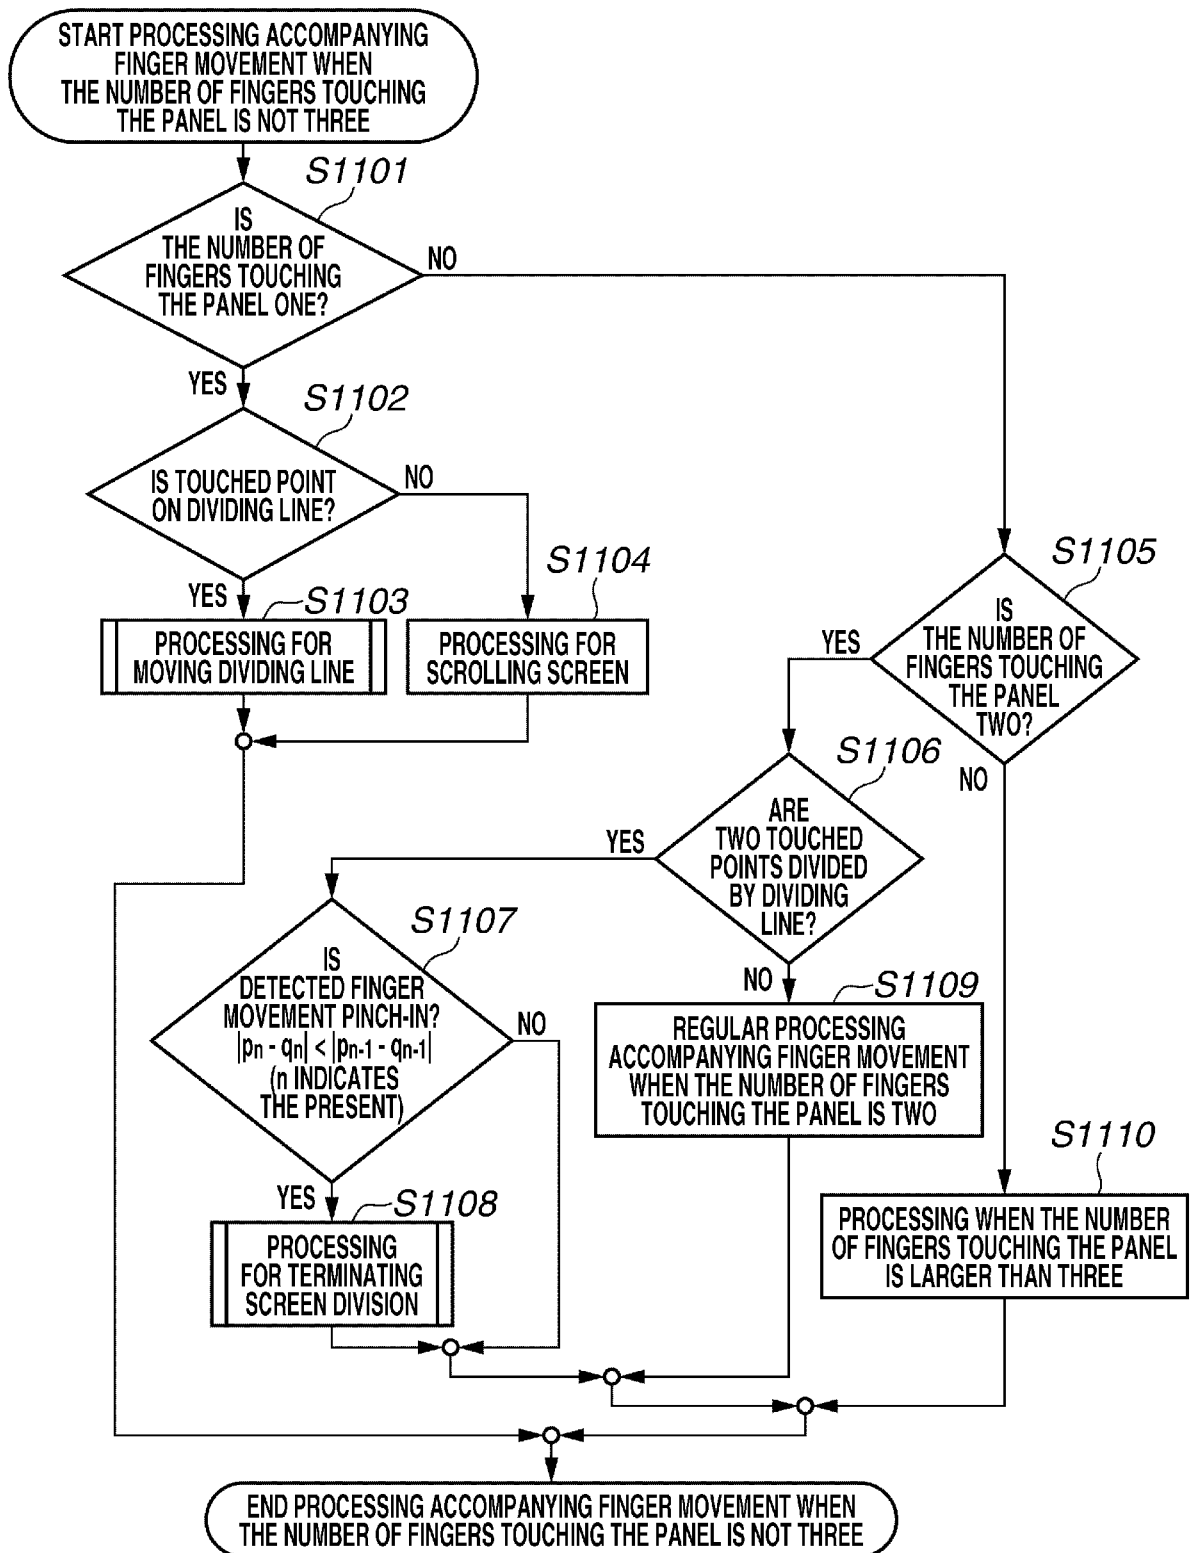 START PROCESSING ACCOMPANYING
FINGER MOVEMENT WHEN
THE NUMBER OF FINGERS TOUCHING
THE PANEL IS NOT THREE
S1101
IS
THE NUMBER OF
FINGERS TOUCHING
THE PANEL ONE?
NO
YES
S1102
IS TOUCHED POINT
ON DIVIDING LINE?
NO
YES
S1103
PROCESSING FOR
MOVING DIVIDING LINE
S1104
PROCESSING FOR
SCROLLING SCREEN
S1105
IS
THE NUMBER OF
FINGERS TOUCHING
THE PANEL
TWO?
YES
NO
S1106
ARE
TWO TOUCHED
POINTS DIVIDED
BY DIVIDING
LINE?
YES
NO
S1107
IS
DETECTED FINGER
MOVEMENT PINCH-IN?
|pn - qn| < |pn-1 - qn-1|
(n INDICATES
THE PRESENT)
NO
YES
S1108
PROCESSING
FOR TERMINATING
SCREEN DIVISION
S1109
REGULAR PROCESSING
ACCOMPANYING FINGER MOVEMENT
WHEN THE NUMBER OF FINGERS
TOUCHING THE PANEL IS TWO
S1110
PROCESSING WHEN THE NUMBER
OF FINGERS TOUCHING THE PANEL
IS LARGER THAN THREE
END PROCESSING ACCOMPANYING FINGER MOVEMENT WHEN
THE NUMBER OF FINGERS TOUCHING THE PANEL IS NOT THREE